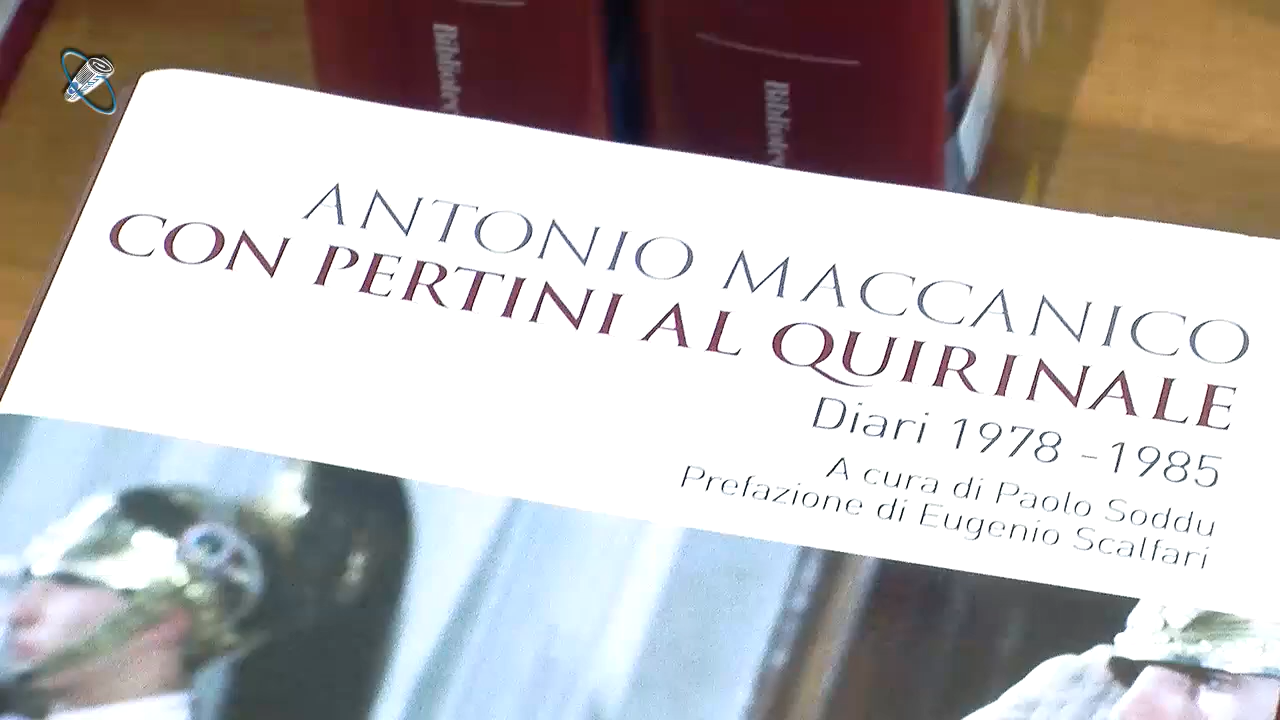 ANTONIO MACCANICO
CON PERTINI AL QUIRINALE
Diari 1978 - 1985
A cura di Paolo Soddu
Prefazione di Eugenio Scalfari